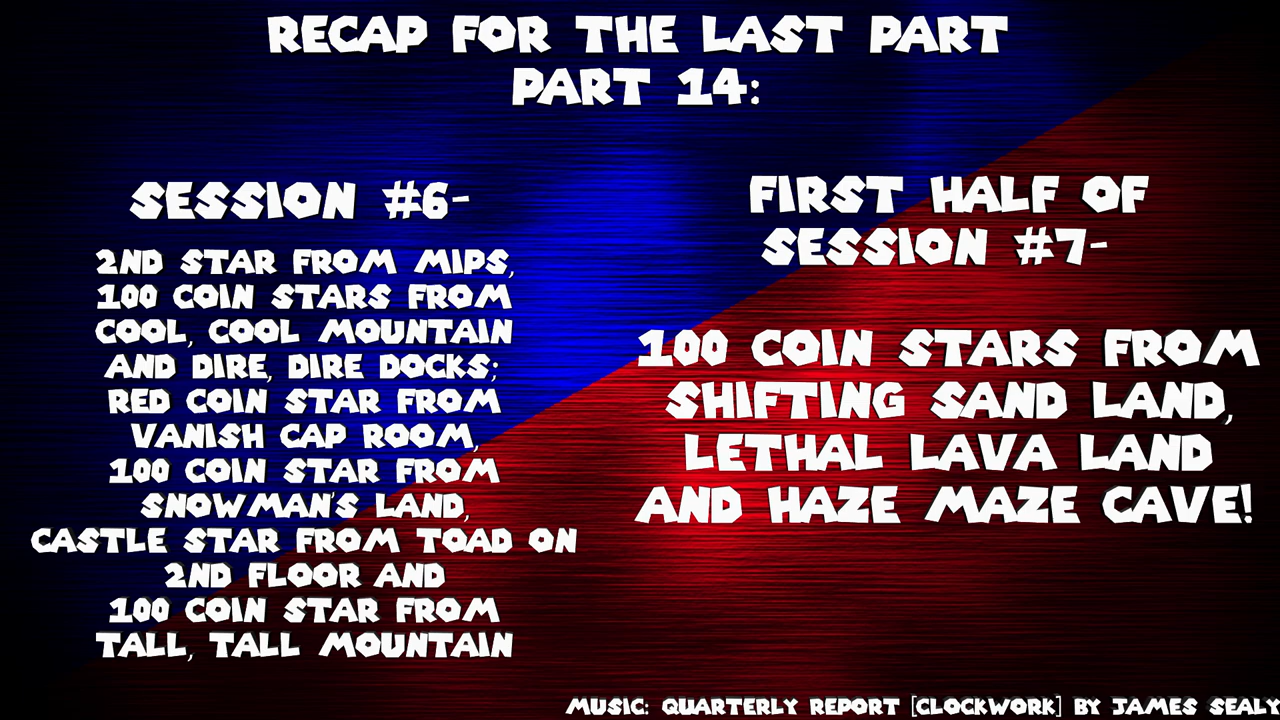 RECAP FOR THE LAST PART
PART 14:
SESSION #6-
2ND STAR FROM MIPS,
100 COIN STARS FROM
COOL, COOL MOUNTAIN
AND DIRE, DIRE DOCKS;
RED COIN STAR FROM
VANISH CAP ROOM,
100 COIN STAR FROM
SNOWMAN'S LAND,
CASTLE STAR FROM TOAD ON
2ND FLOOR AND
100 COIN STAR FROM
TALL, TALL MOUNTAIN
FIRST HALF OF
SESSION #7-
100 COIN STARS FROM
SHIFTING SAND LAND,
LETHAL LAVA LAND
AND HAZE MAZE CAVE!
MUSIC: QUARTERLY REPORT [CLOCKWORK] BY JAMES SEALY